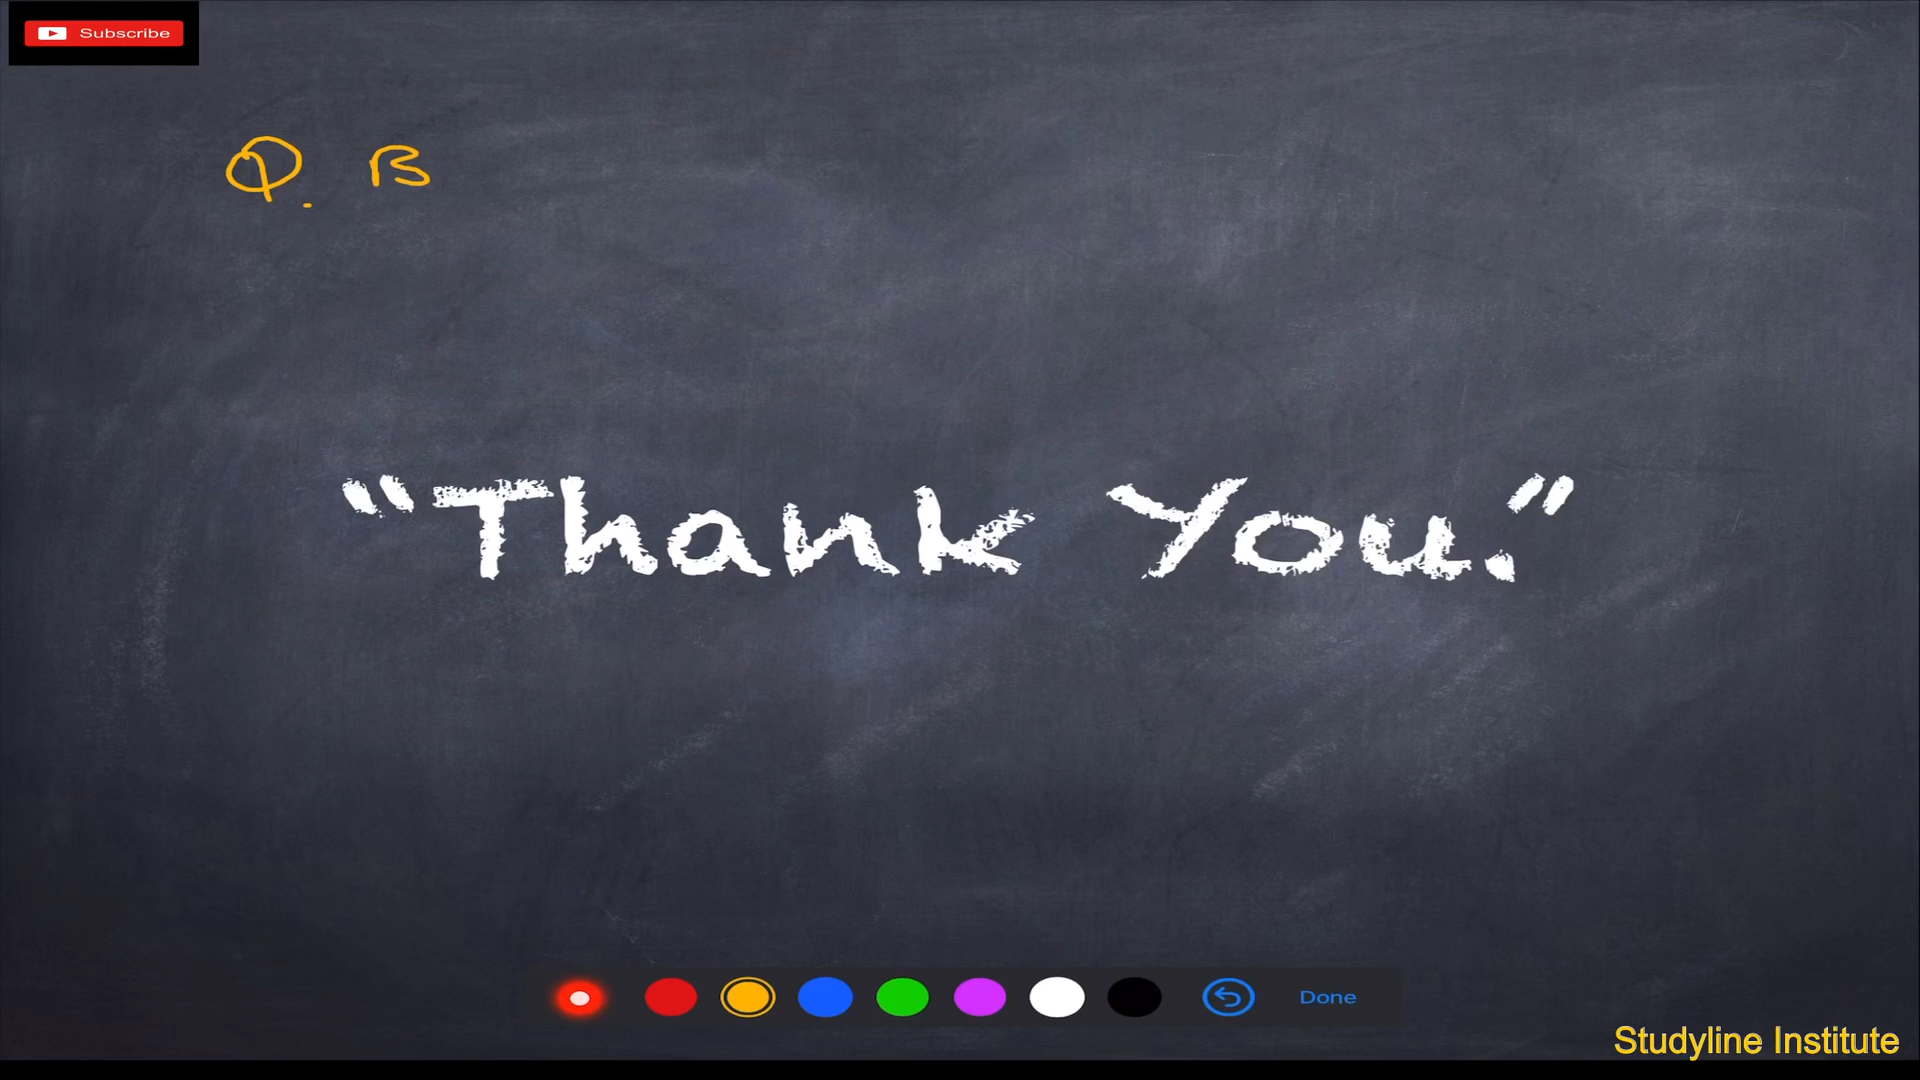 Subscribe
Q. B
“Thank You.”
Done
Studyline Institute